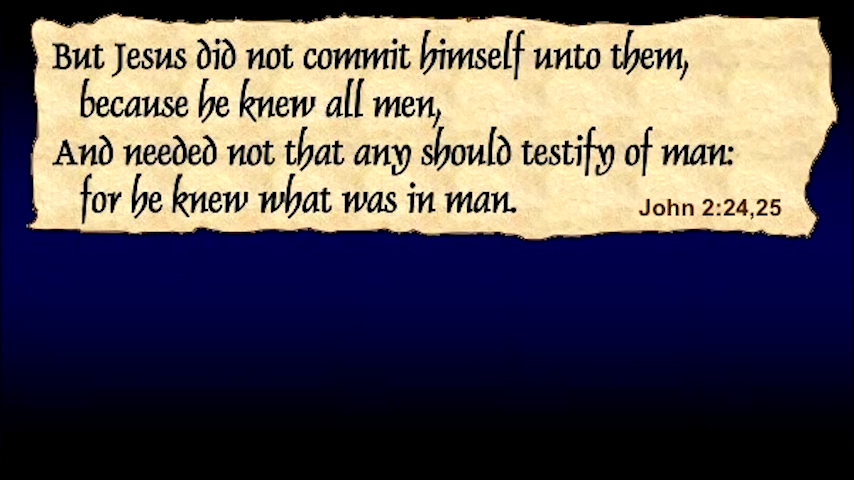 But Jesus did not commit himself unto them,
because he knew all men,
And needed not that any should testify of man:
for he knew what was in man.
John 2:24,25